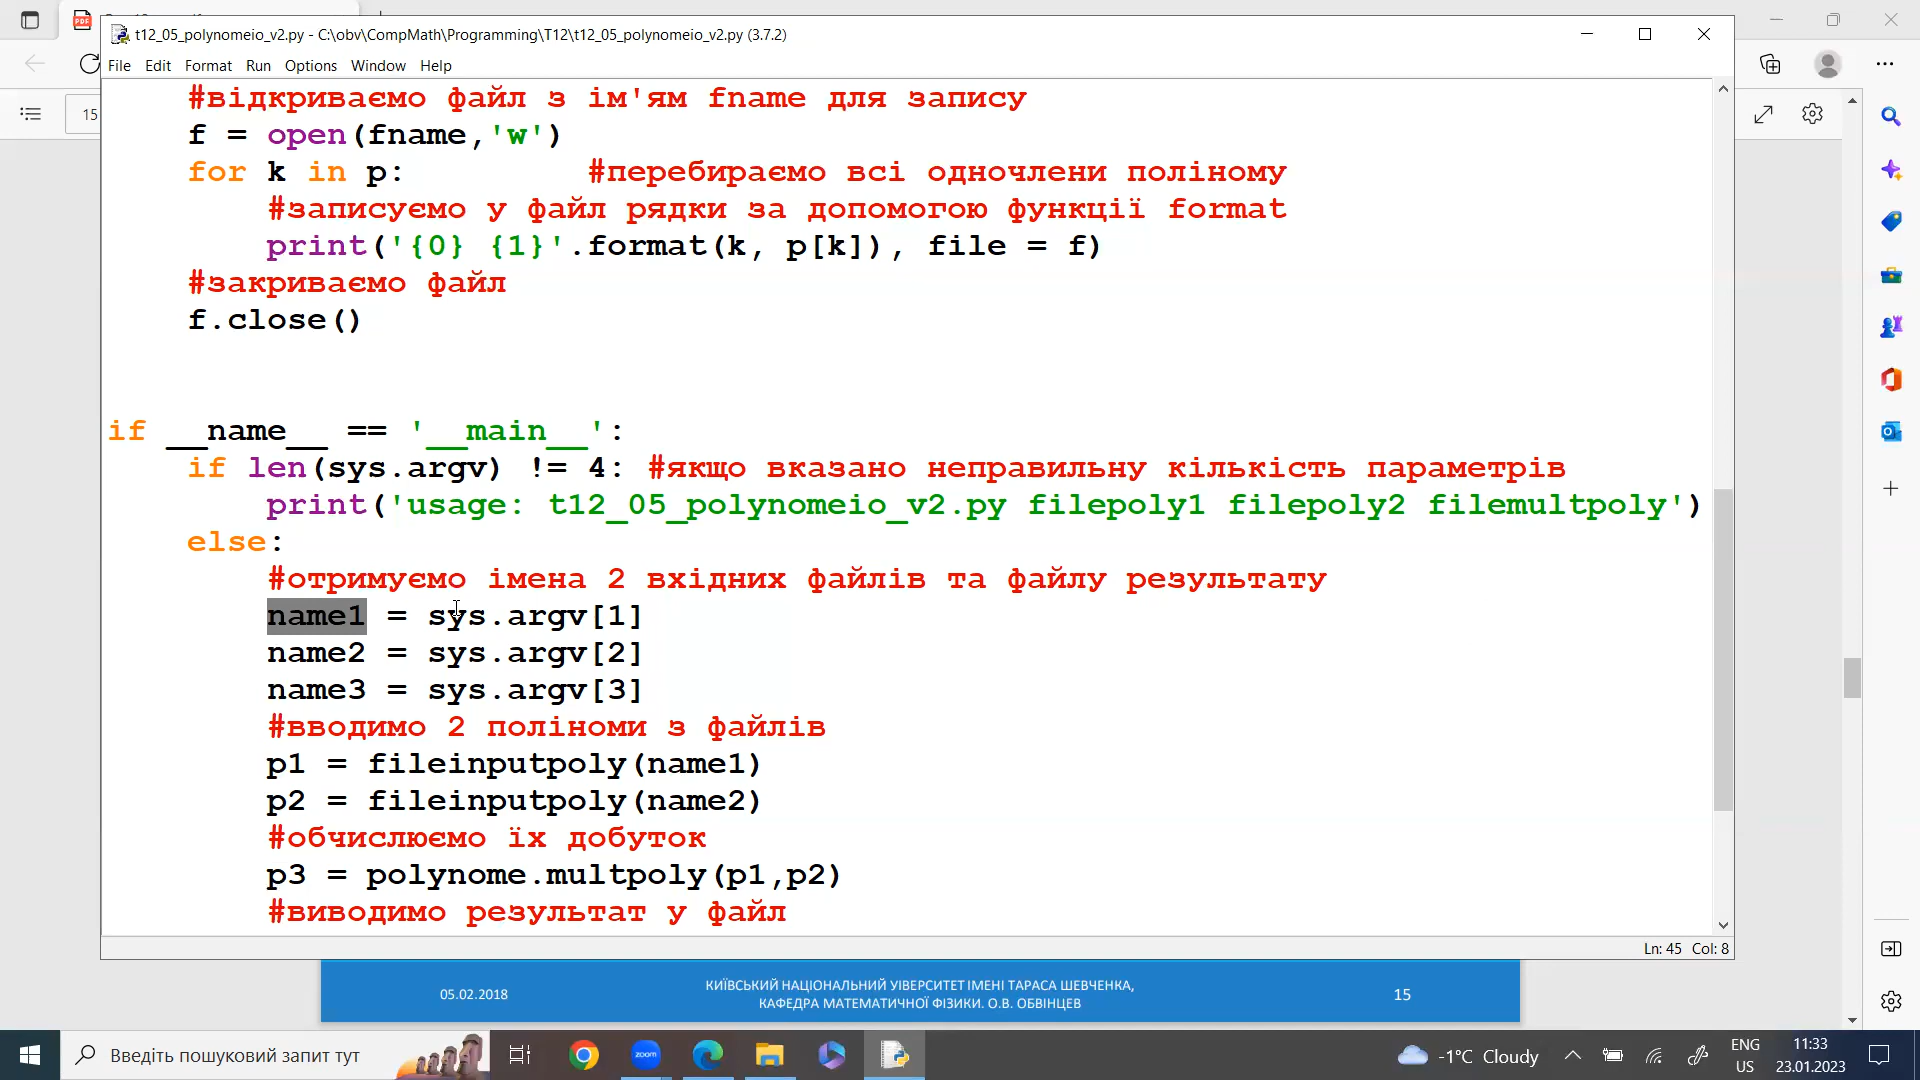 t12_05_polynomeio_v2.py - C:\obv\CompMath\Programming\T12\t12_05_polynomeio_v2.py (3.7.2)
File Edit Format Run Options Window Help
15
#відкриваємо файл з ім'ям fname для запису
f = open(fname,'w')
for k in p: #перебираємо всі одночлени поліному
#записуємо у файл рядки за допомогою функції format
print('{0} {1}'.format(k, p[k]), file = f)
#закриваємо файл
f.close()
if __name__ == '__main__':
if len(sys.argv) != 4: #якщо вказано неправильну кількість параметрів
print('usage: t12_05_polynomeio_v2.py filepoly1 filepoly2 filemultpoly')
else:
#отримуємо імена 2 вхідних файлів та файлу результату
name1 = sys.argv[1]
name2 = sys.argv[2]
name3 = sys.argv[3]
#вводимо 2 поліноми з файлів
p1 = fileinputpoly(name1)
p2 = fileinputpoly(name2)
#обчислюємо їх добуток
p3 = polynome.multpoly(p1,p2)
#виводимо результат у файл
Ln: 45 Col: 8
05.02.2018
КИЇВСЬКИЙ НАЦІОНАЛЬНИЙ УІВЕРСИТЕТ ІМЕНІ ТАРАСА ШЕВЧЕНКА,
КАФЕДРА МАТЕМАТИЧНОЇ ФІЗИКИ. О.В. ОБВІНЦЕВ
15
Введіть пошуковий запит тут
zoom
-1°C Cloudy
ENG
US
11:33
23.01.2023